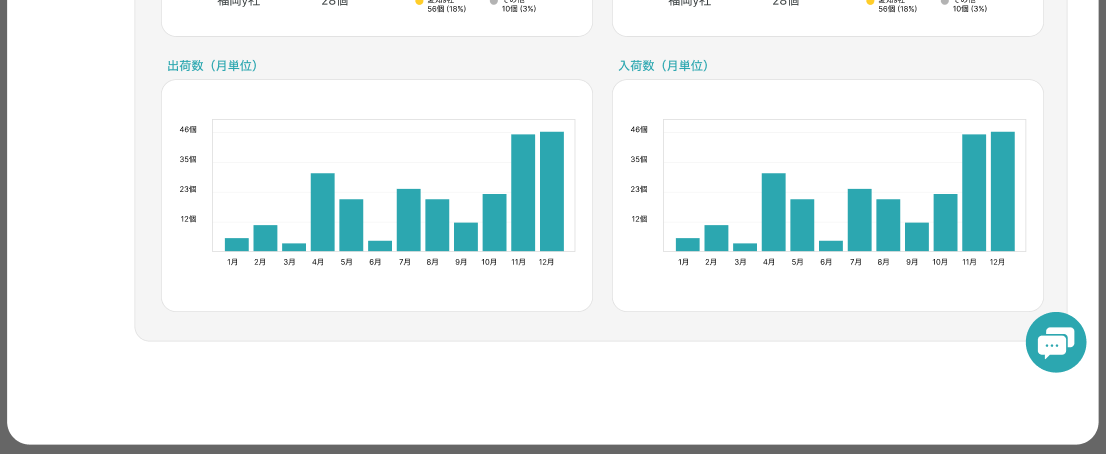 福岡y社 28個
56個 (18%) 10個 (3%)
福岡y社 28個
56個 (18%) 10個 (3%)
出荷数（月単位）
46個
35個
23個
12個
1月 2月 3月 4月 5月 6月 7月 8月 9月 10月 11月 12月
入荷数（月単位）
46個
35個
23個
12個
1月 2月 3月 4月 5月 6月 7月 8月 9月 10月 11月 12月